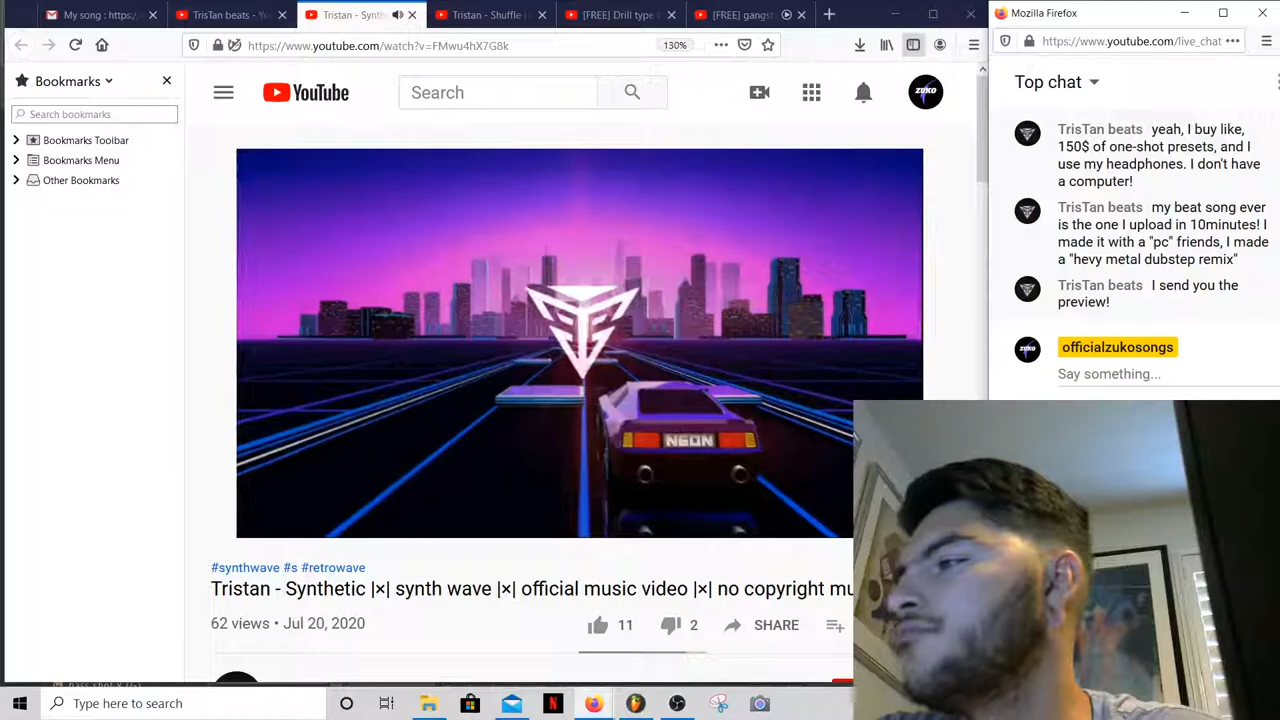 My song : https:/
TrisTan beats - Yo
Tristan - Synth
Tristan - Shuffle |
[FREE] Drill type
[FREE] gangst
Mozilla Firefox
https://www.youtube.com/watch?v=FMwu4hX7G8k
130%
https://www.youtube.com/live_chat
Bookmarks
Search bookmarks
Bookmarks Toolbar
Bookmarks Menu
Other Bookmarks
YouTube
Search
ZUKO
NEON
#synthwave #s #retrowave
Tristan - Synthetic |×| synth wave |×| official music video |×| no copyright mu
62 views • Jul 20, 2020
11
2
SHARE
Top chat
TrisTan beats yeah, I buy like,
150$ of one-shot presets, and I
use my headphones. I don't have
a computer!
TrisTan beats my beat song ever
is the one I upload in 10minutes! I
made it with a "pc" friends, I made
a "hevy metal dubstep remix"
TrisTan beats I send you the
preview!
ZUKO
officialzukosongs
Say something...
Type here to search